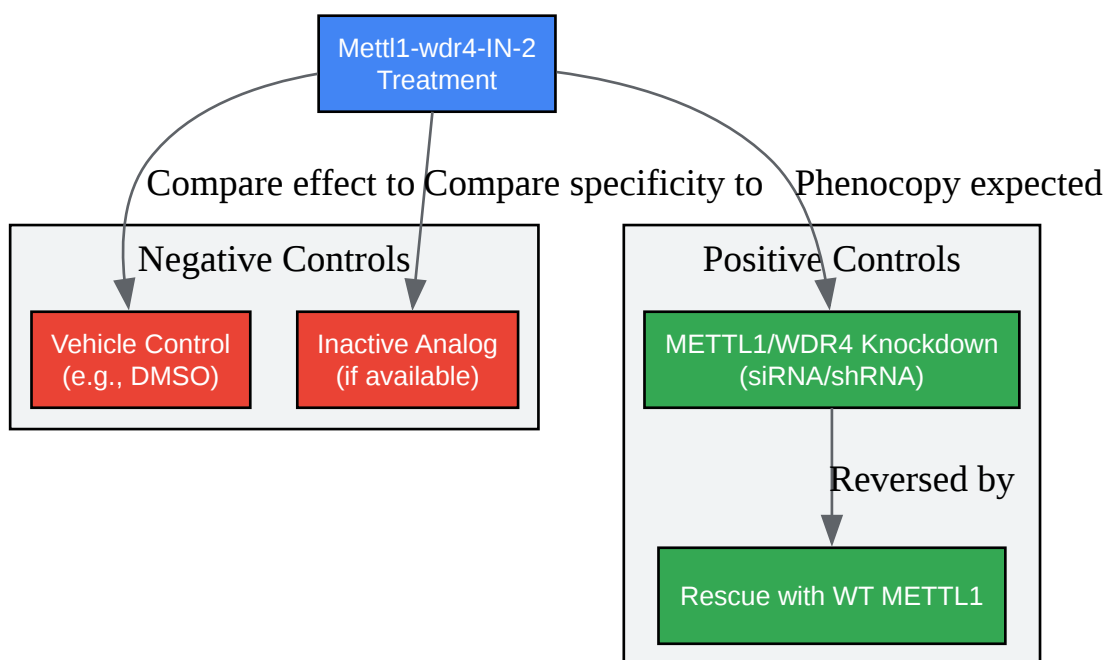 Mettl1-wdr4-IN-2
Treatment
Compare effect to
Compare specificity to
Phenocopy expected
Negative Controls
Positive Controls
Vehicle Control
(e.g., DMSO)
Inactive Analog
(if available)
METTL1/WDR4 Knockdown
(siRNA/shRNA)
Reversed by
Rescue with WT METTL1